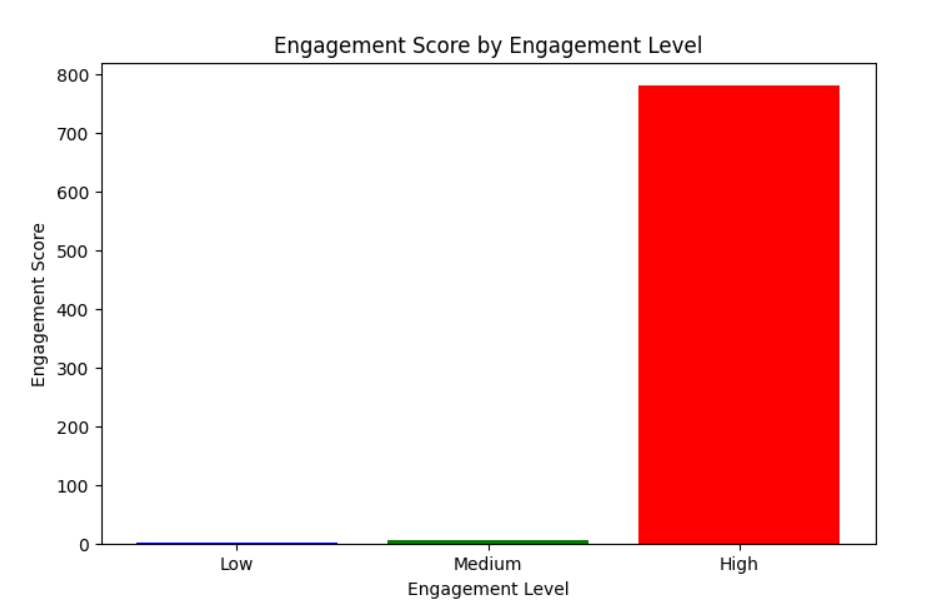 Engagement Score by Engagement Level
Engagement Score
800
700
600
500
400
300
200
100
0
Low Medium High
Engagement Level